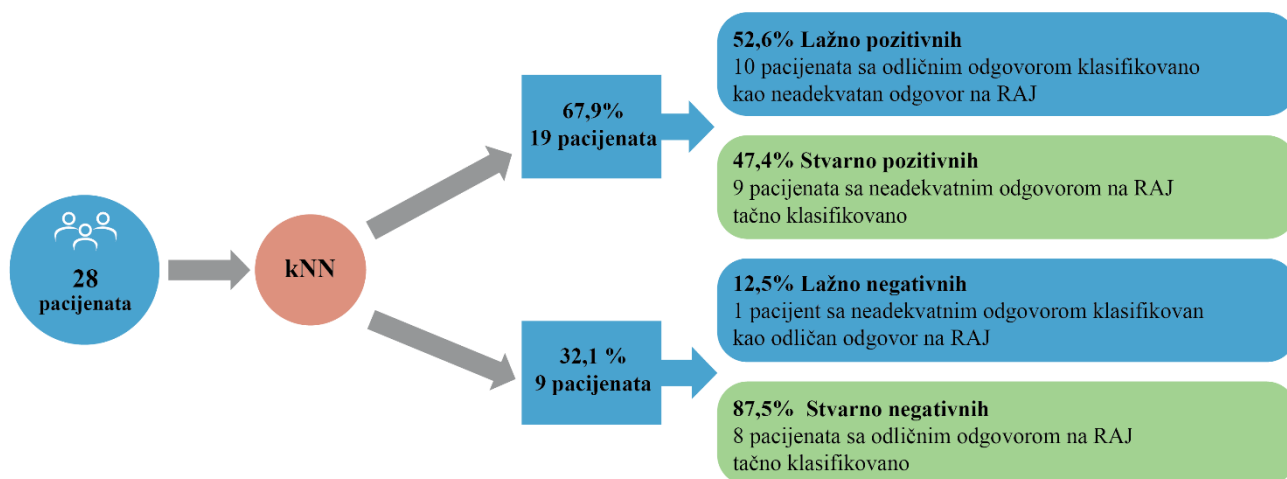 28
pacijenata
kNN
67,9%
19 pacijenata
52,6% Lažno pozitivnih
10 pacijenata sa odličnim odgovorom klasifikovano
kao neadekvatan odgovor na RAJ
47,4% Stvarno pozitivnih
9 pacijenata sa neadekvatnim odgovorom na RAJ
tačno klasifikovano
32,1 %
9 pacijenata
12,5% Lažno negativnih
1 pacijent sa neadekvatnim odgovorom klasifikovan
kao odličan odgovor na RAJ
87,5% Stvarno negativnih
8 pacijenata sa odličnim odgovorom na RAJ
tačno klasifikovano